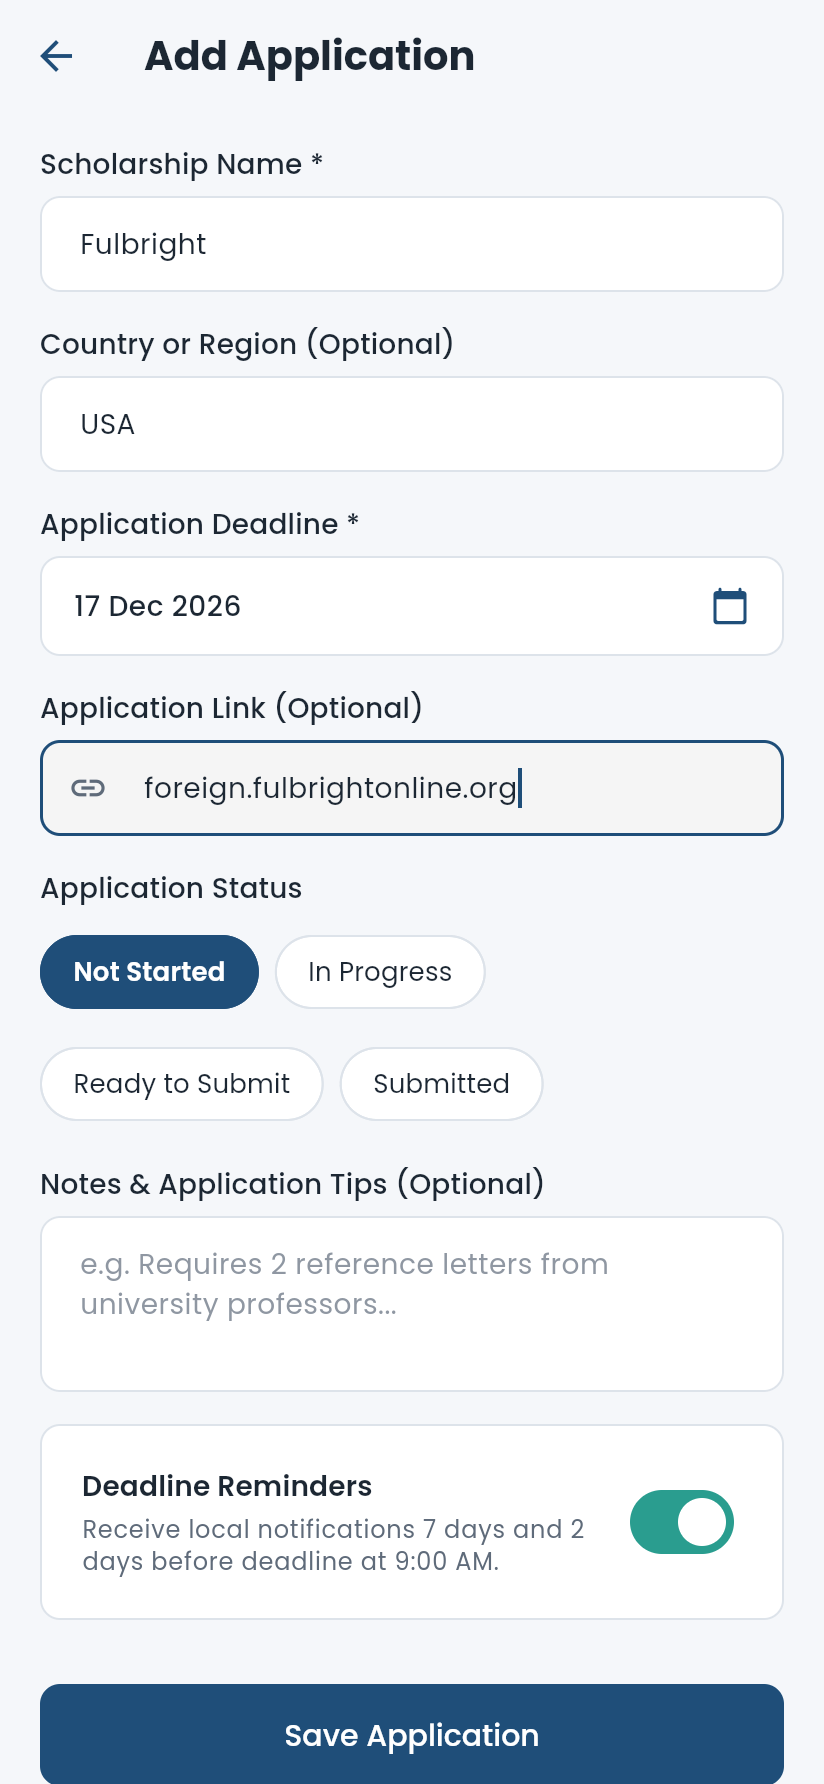 Add Application
Scholarship Name *
Fulbright
Country or Region (Optional)
USA
Application Deadline *
17 Dec 2026
Application Link (Optional)
foreign.fulbrightonline.org
Application Status
Not Started
In Progress
Ready to Submit
Submitted
Notes & Application Tips (Optional)
e.g. Requires 2 reference letters from
university professors...
Deadline Reminders
Receive local notifications 7 days and 2
days before deadline at 9:00 AM.
Save Application